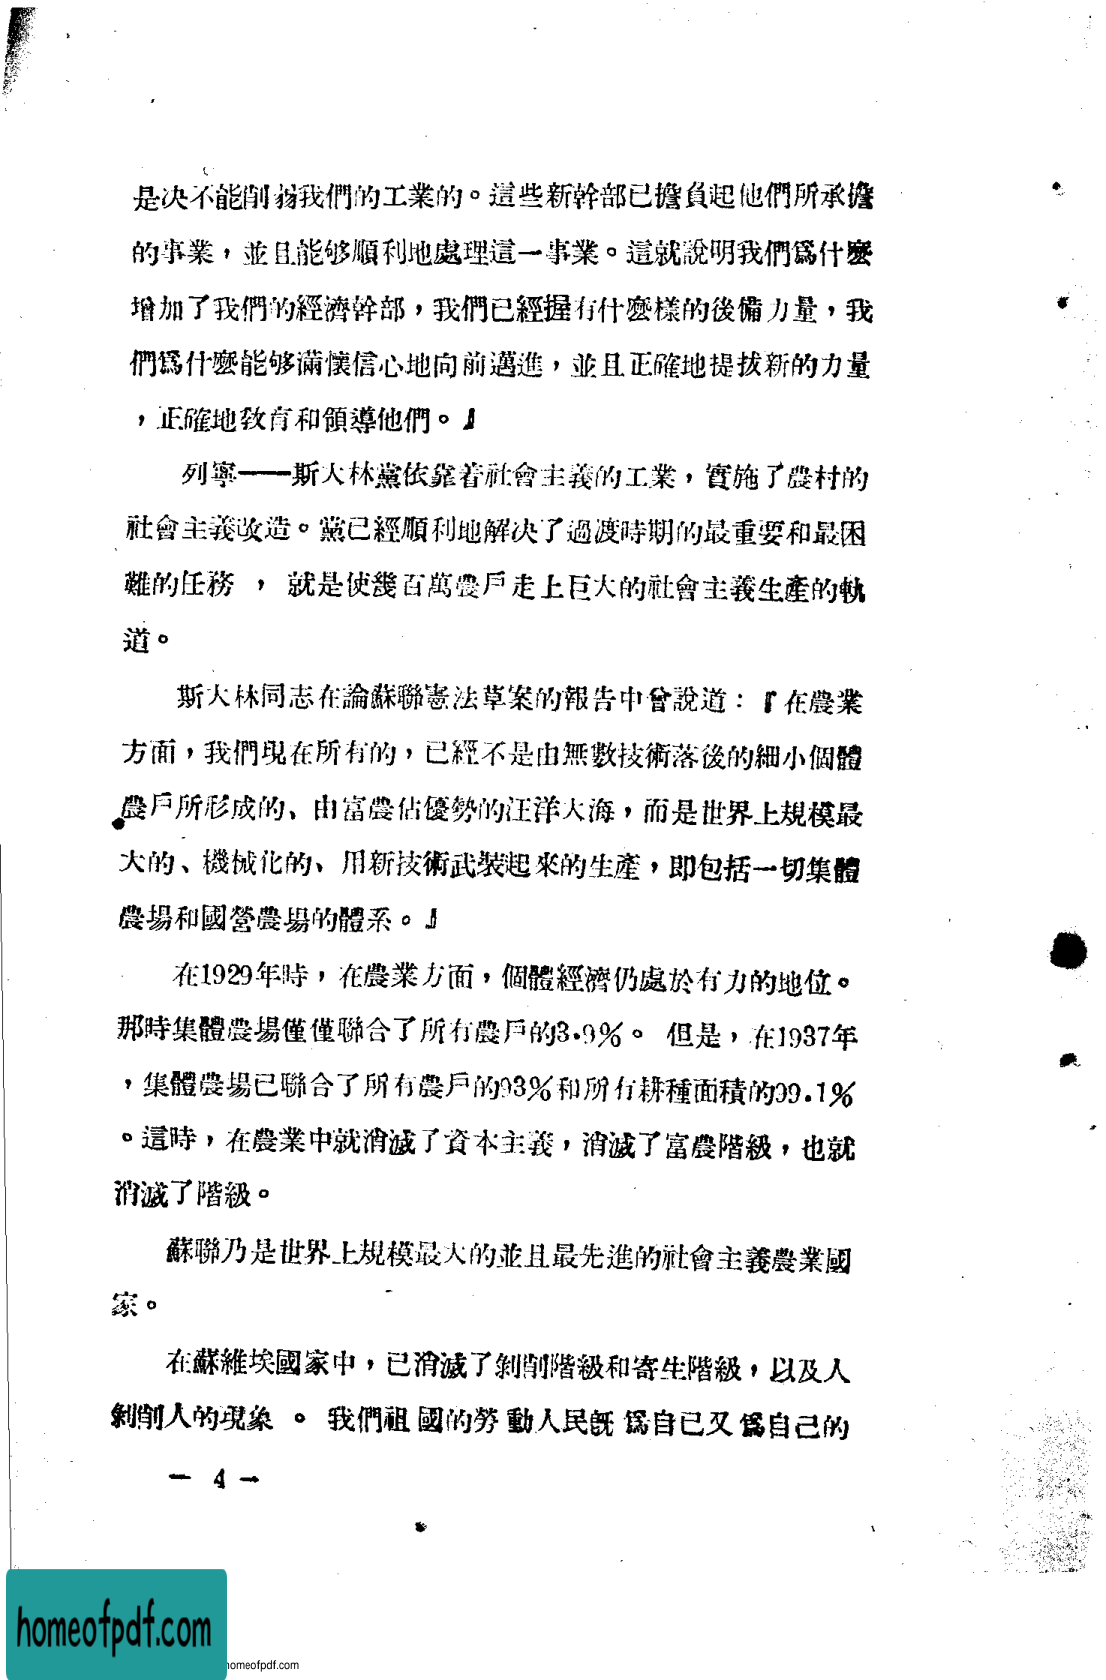 是决不能削弱我們的工業的。這些新幹部已擔負起他們所承擔
的事業，並且能够順利地處理這一事業。這就說明我們爲什麼
增加了我們的經濟幹部，我們已經握有什麼樣的後備力量，我
們爲什麼能够滿懷信心地向前邁進，並且正確地提拔新的力量
，正確地敎育和領導他們。』
列寧——斯大林黨依靠着社會主義的工業，實施了農村的
社會主義改造。黨已經順利地解决了過渡時期的最重要和最困
難的任務 ， 就是使幾百萬農戶走上巨大的社會主義生產的軌
道。
斯大林同志在論蘇聯憲法草案的報告中曾說道：『在農業
方面，我們現在所有的，已經不是由無數技術落後的細小個體
農戶所形成的、由富農佔優勢的汪洋大海，而是世界上規模最
大的、機械化的、用新技術武裝起來的生產，即包括一切集體
農場和國營農場的體系。』
在1929年時，在農業方面，個體經濟仍處於有力的地位。
那時集體農場僅僅聯合了所有農戶的3.9%。 但是，在1937年
，集體農場已聯合了所有農戶的93%和所有耕種面積的99.1%
。這時，在農業中就消滅了資本主義，消滅了富農階級，也就
消滅了階級。
蘇聯乃是世界上規模最大的並且最先進的社會主義農業國
家。
在蘇維埃國家中，已消滅了剝削階級和寄生階級，以及人
剝削人的現象 。 我們祖國的勞動人民旣爲自己又爲自己的
— 4 —
homeofpdf.com
homeofpdf.com